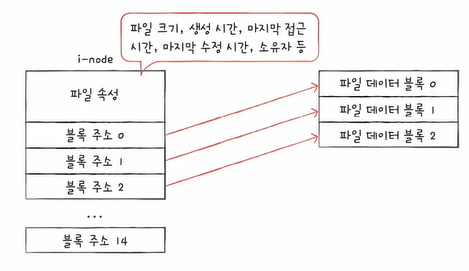 파일 크기, 생성 시간, 마지막 접근
시간, 마지막 수정 시간, 소유자 등
i-node
파일 속성
블록 주소 0
블록 주소 1
블록 주소 2
...
블록 주소 14
파일 데이터 블록 0
파일 데이터 블록 1
파일 데이터 블록 2